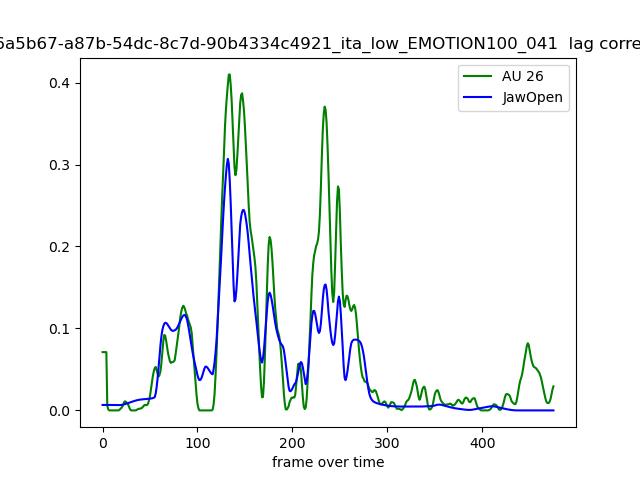 6a5b67-a87b-54dc-8c7d-90b4334c4921_ita_low_EMOTION100_041 lag corre
AU 26
JawOpen
0.4
0.3
0.2
0.1
0.0
0 100 200 300 400
frame over time